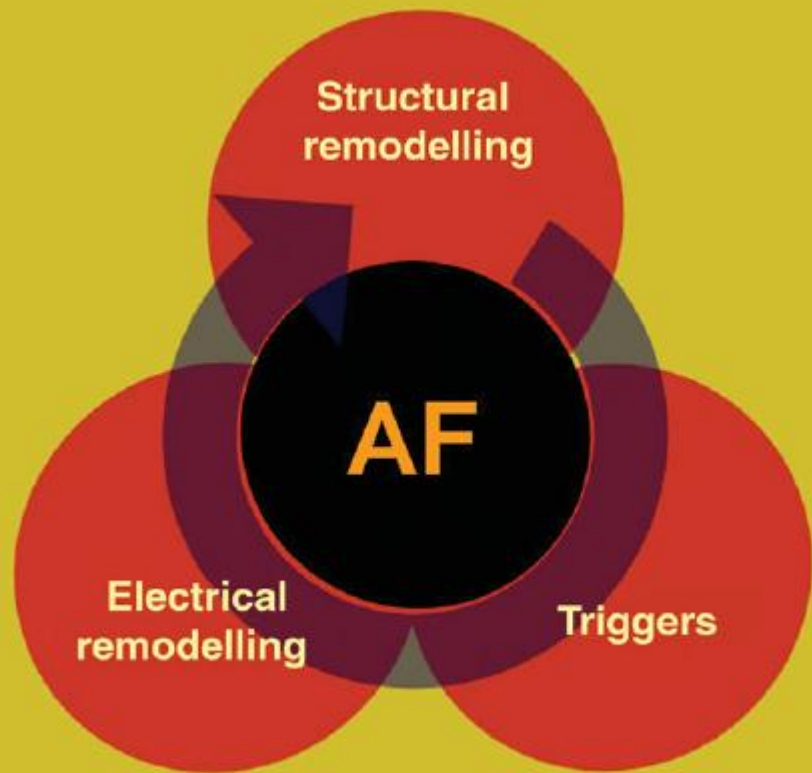 Structural
remodelling
AF
Electrical
remodelling
Triggers